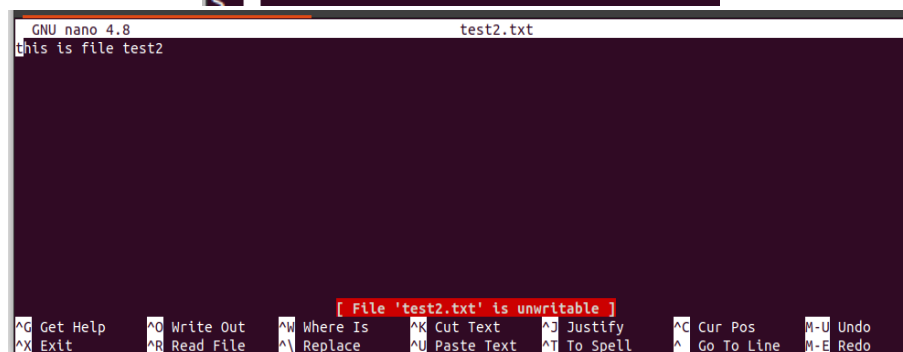 GNU nano 4.8 test2.txt
this is file test2
[ File 'test2.txt' is unwritable ]
^G Get Help ^O Write Out ^W Where Is ^K Cut Text ^J Justify ^C Cur Pos M-U Undo
^X Exit ^R Read File ^\ Replace ^U Paste Text ^T To Spell ^ Go To Line M-E Redo